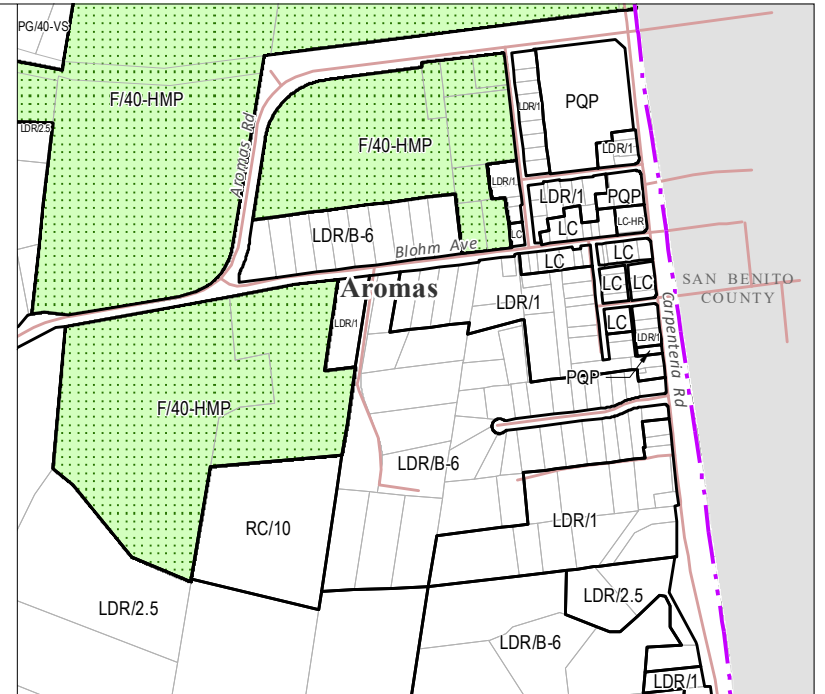 PG/40-VS
F/40-HMP
LDR/2.5
Aromas Rd
F/40-HMP
LDR/1
PQP
LDR/1
LDR/1
LDR/1
PQP
LC
LC
LC-HR
LDR/B-6
Blohm Ave
LC
LC
LC
LC
SAN BENITO
COUNTY
Aromas
LDR/1
LDR/1
LC
LDR/1
Carpenteria Rd
PQP
F/40-HMP
LDR/B-6
RC/10
LDR/1
LDR/2.5
LDR/2.5
LDR/B-6
LDR/1